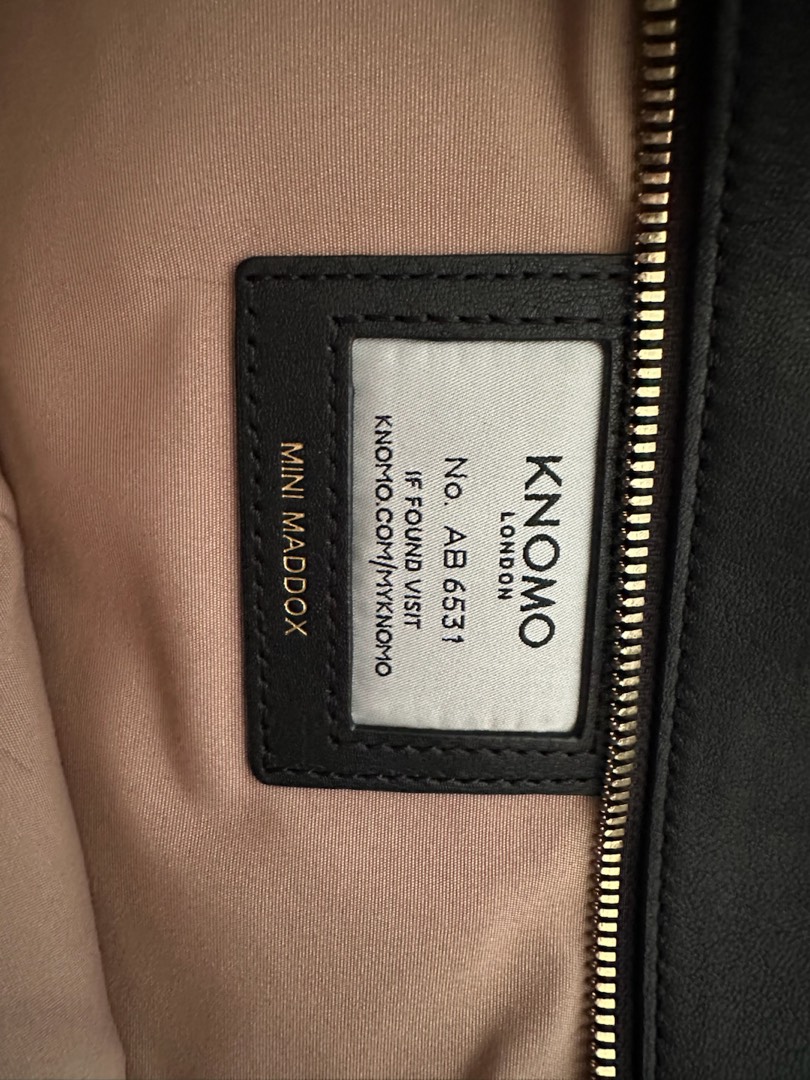 KNOMO
LONDON
No. AB 6531
IF FOUND VISIT
KNOMO.COM/MYKNOMO
MINI MADDOX